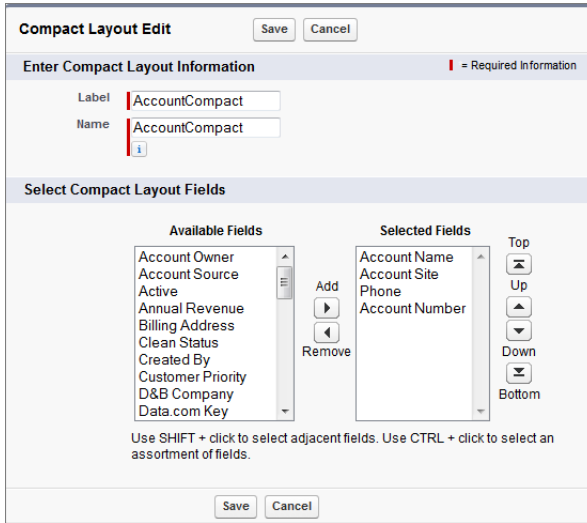 Compact Layout Edit Save Cancel
Enter Compact Layout Information = Required Information
Label AccountCompact
Name AccountCompact
i
Select Compact Layout Fields
Available Fields Selected Fields
Top
Account Owner Account Name
Account Source Account Site
Active Phone
Add Up
Annual Revenue Account Number
Billing Address
Clean Status
Created By Remove Down
Customer Priority
D&B Company
Data.com Key Bottom
Use SHIFT + click to select adjacent fields. Use CTRL + click to select an
assortment of fields.
Save Cancel